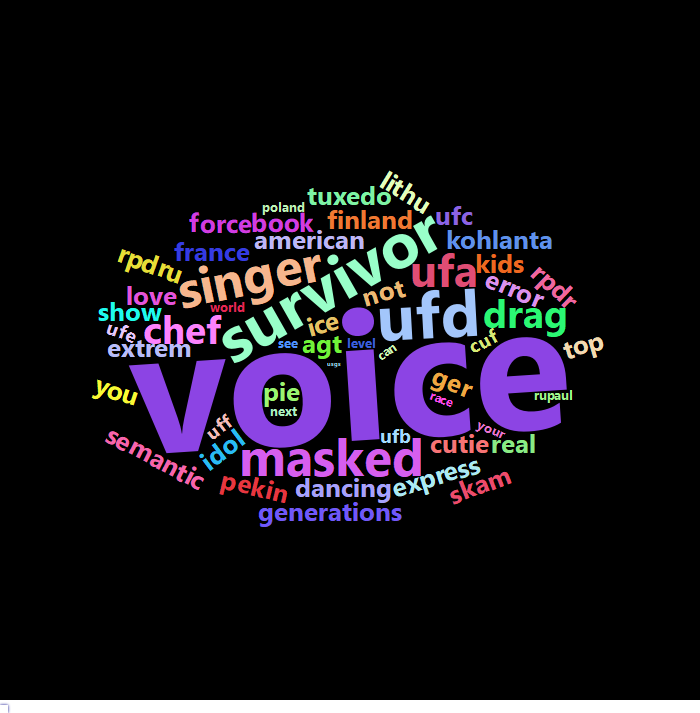 lithu
tuxedo
poland
forcebook
finland
ufc
american
kohlanta
rpdru
france
survivor
singer
ufa
kids
rpdr
error
love
not
world
show
ice
ufd
drag
ufe
chef
extrem
see
agt
level
can
cuf
top
voice
you
pie
next
ger
race
rupaul
uff
idol
ufb
your
semantic
masked
cutie
real
pekin
dancing
express
skam
generations